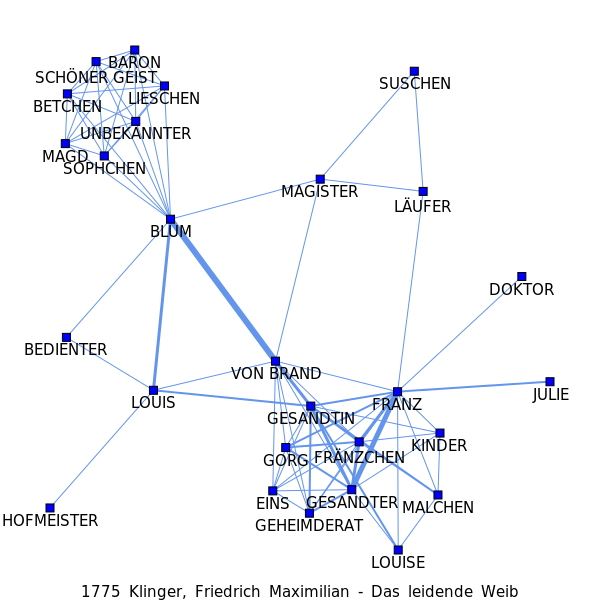 BARON
SCHÖNER GEIST
LIESCHEN
BETCHEN
UNBEKANNTER
MAGD
SOPHCHEN
SUSCHEN
MAGISTER
LÄUFER
BLUM
DOKTOR
BEDIENTER
VON BRAND
LOUIS
JULIE
FRANZ
GESANDTIN
KINDER
GORG
FRÄNZCHEN
EINS
GESANDTER
MALCHEN
HOFMEISTER
GEHEIMDERAT
LOUISE
1775 Klinger, Friedrich Maximilian - Das leidende Weib